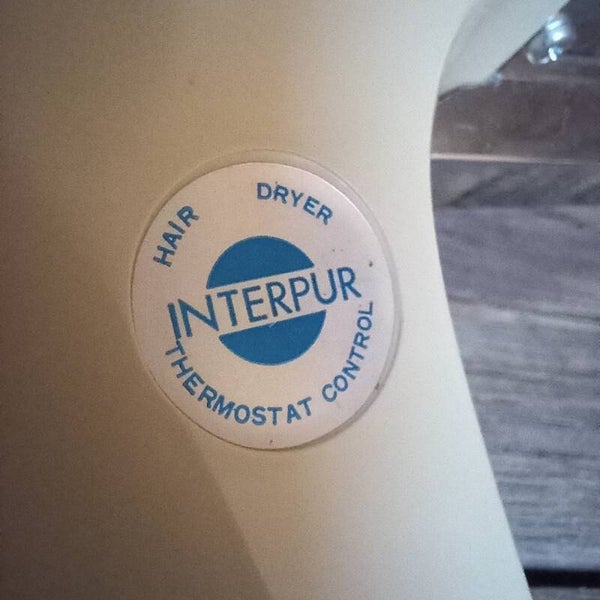 HAIR DRYER
INTERPUR
THERMOSTAT CONTROL